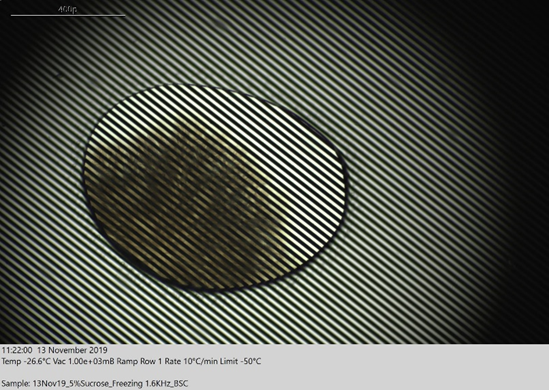 400µ
11:22:00 13 November 2019
Temp -26.6°C Vac 1.00e+03mB Ramp Row 1 Rate 10°C/min Limit -50°C
Sample: 13Nov19_5%Sucrose_Freezing 1.6KHz_BSC